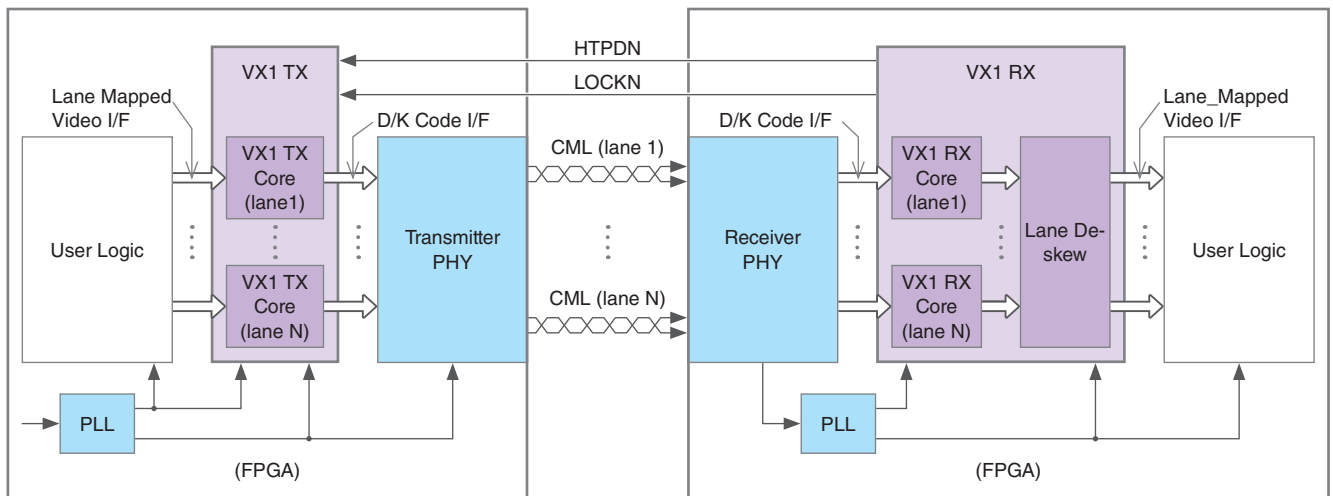 HTPDN
LOCKN
VX1 TX
VX1 RX
Lane Mapped
Video I/F
D/K Code I/F
D/K Code I/F
Lane_Mapped
Video I/F
User Logic
VX1 TX
Core
(lane1)
VX1 TX
Core
(lane N)
Transmitter
PHY
CML (lane 1)
CML (lane N)
Receiver
PHY
VX1 RX
Core
(lane1)
VX1 RX
Core
(lane N)
Lane De-
skew
User Logic
PLL
PLL
(FPGA)
(FPGA)